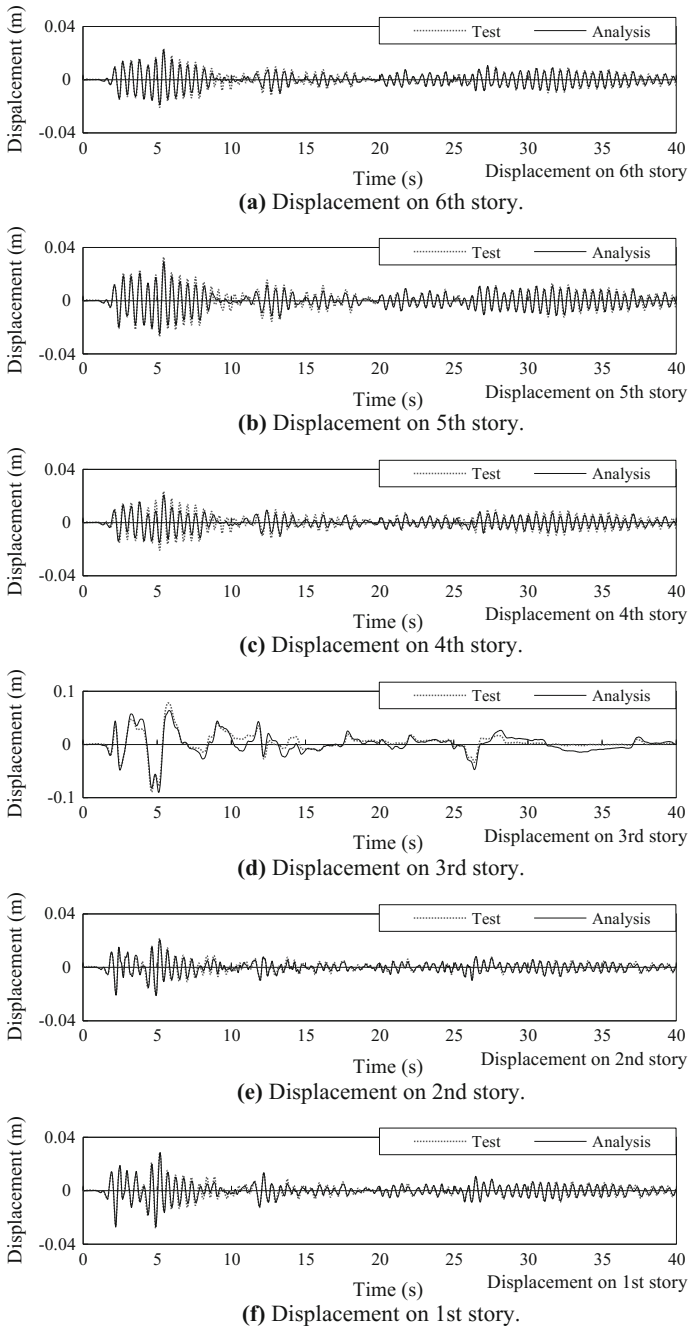 Dispalcement (m)
0.04
0
-0.04
Test
Analysis
0 5 10 15 20 25 30 35 40
Time (s)
Displacement on 6th story
(a) Displacement on 6th story.
Displacement (m)
0.04
0
-0.04
Test
Analysis
0 5 10 15 20 25 30 35 40
Time (s)
Displacement on 5th story
(b) Displacement on 5th story.
Displacement (m)
0.04
0
-0.04
Test
Analysis
0 5 10 15 20 25 30 35 40
Time (s)
Displacement on 4th story
(c) Displacement on 4th story.
Displacement (m)
0.1
0
-0.1
Test
Analysis
0 5 10 15 20 25 30 35 40
Time (s)
Displacement on 3rd story
(d) Displacement on 3rd story.
Displacement (m)
0.04
0
-0.04
Test
Analysis
0 5 10 15 20 25 30 35 40
Time (s)
Displacement on 2nd story
(e) Displacement on 2nd story.
Displacement (m)
0.04
0
-0.04
Test
Analysis
0 5 10 15 20 25 30 35 40
Time (s)
Displacement on 1st story
(f) Displacement on 1st story.